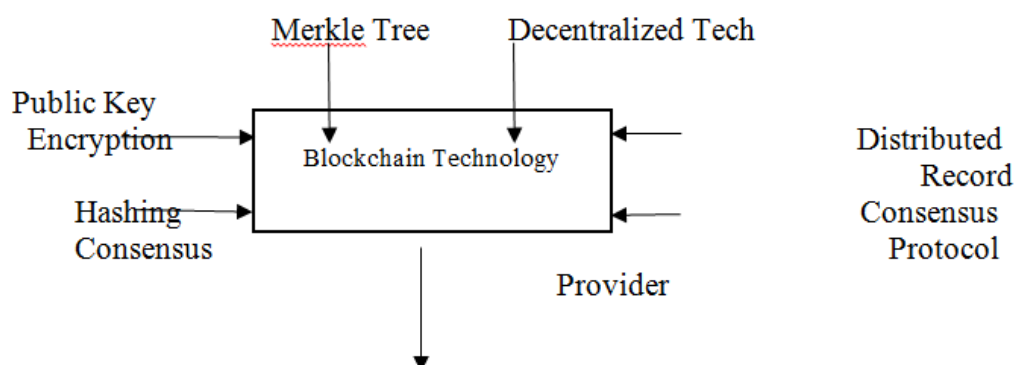 Merkle Tree
Decentralized Tech
Public Key
Encryption
Blockchain Technology
Distributed
Record
Hashing
Consensus
Consensus
Protocol
Provider